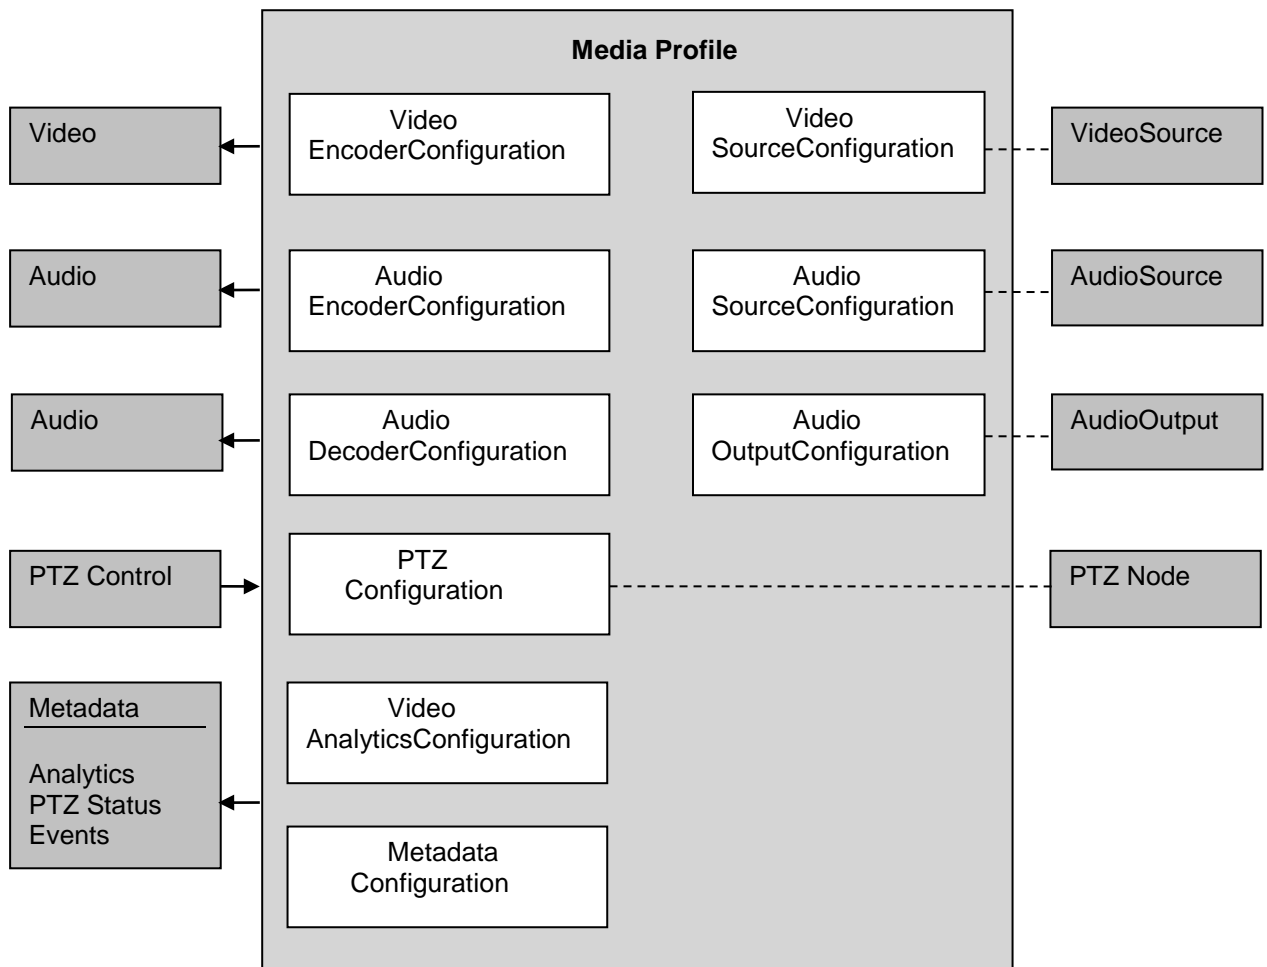 Media Profile
Video
Video
EncoderConfiguration
Video
SourceConfiguration
VideoSource
Audio
Audio
EncoderConfiguration
Audio
SourceConfiguration
AudioSource
Audio
Audio
DecoderConfiguration
Audio
OutputConfiguration
AudioOutput
PTZ Control
PTZ
Configuration
PTZ Node
Metadata
Analytics
PTZ Status
Events
Video
AnalyticsConfiguration
Metadata
Configuration